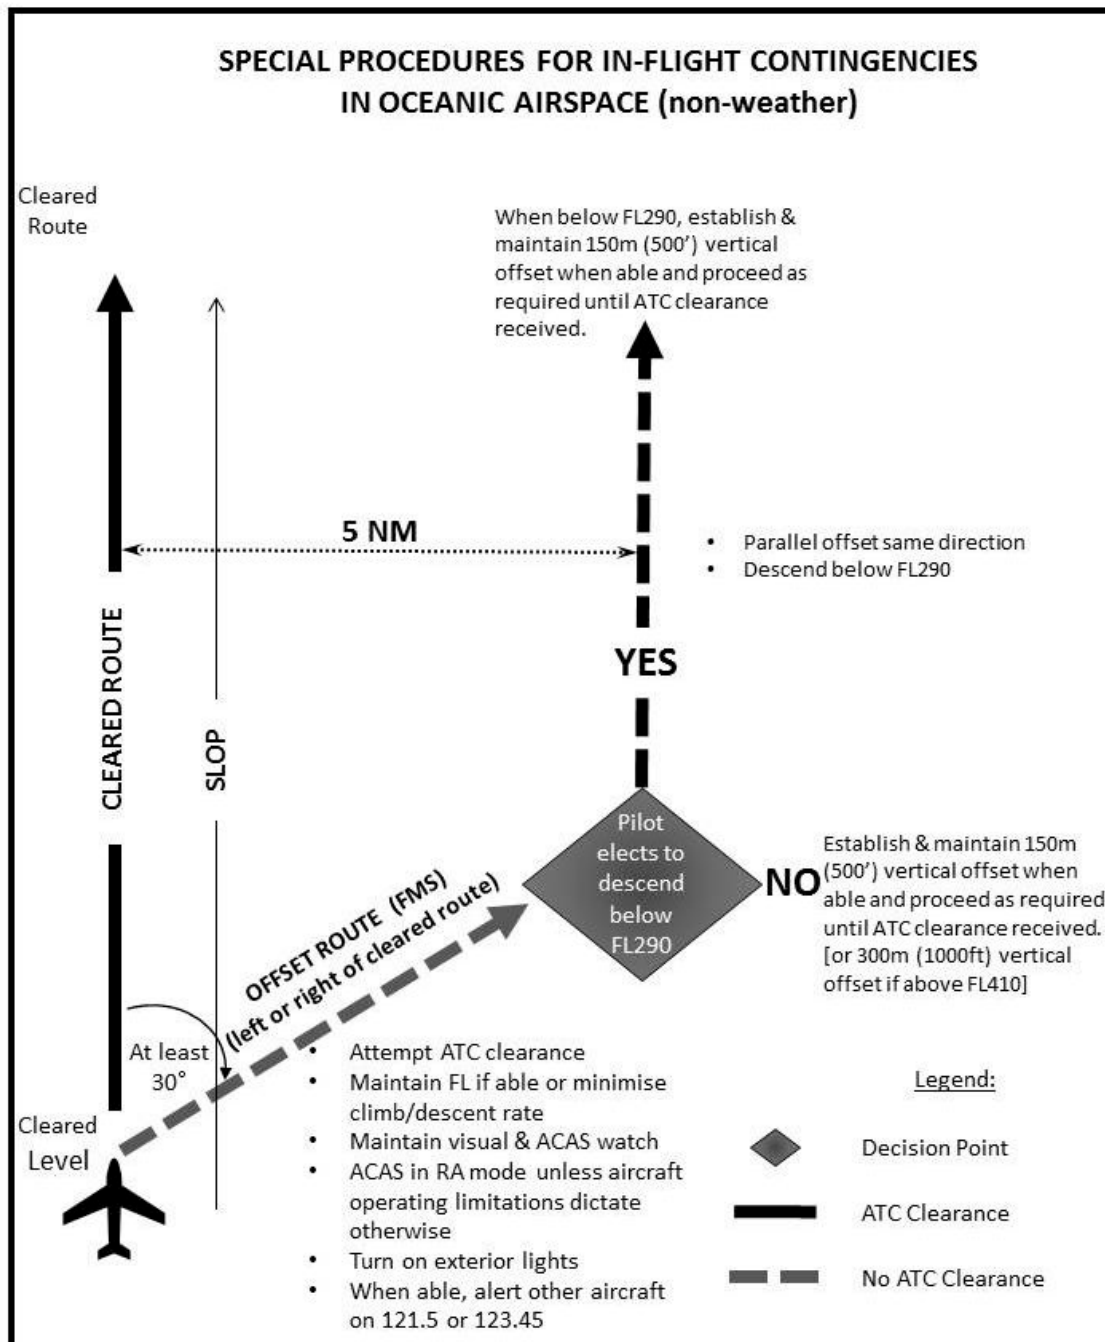 SPECIAL PROCEDURES FOR IN-FLIGHT CONTINGENCIES
IN OCEANIC AIRSPACE (non-weather)
Cleared
Route
When below FL290, establish &
maintain 150m (500') vertical
offset when able and proceed as
required until ATC clearance
received.
5 NM
• Parallel offset same direction
• Descend below FL290
CLEARED ROUTE
SLOP
YES
Pilot
elects to
descend
below
FL290
NO
Establish & maintain 150m
(500') vertical offset when
able and proceed as required
until ATC clearance received.
[or 300m (1000ft) vertical
offset if above FL410]
OFFSET ROUTE (FMS)
(left or right of cleared route)
At least
30°
Cleared
Level
• Attempt ATC clearance
• Maintain FL if able or minimise
climb/descent rate
• Maintain visual & ACAS watch
• ACAS in RA mode unless aircraft
operating limitations dictate
otherwise
• Turn on exterior lights
• When able, alert other aircraft
on 121.5 or 123.45
Legend:
Decision Point
ATC Clearance
No ATC Clearance